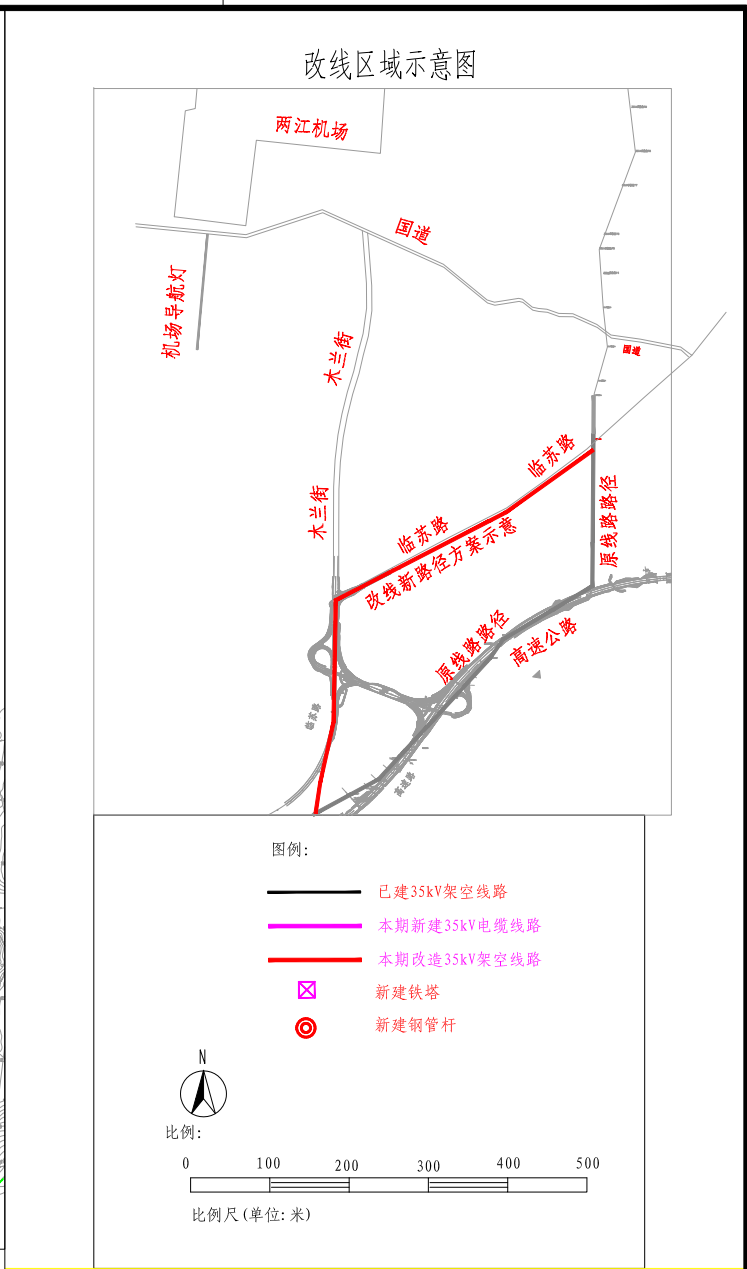 改线区域示意图
两江机场
国道
机场导航灯
木兰街
国道
临苏路
木兰街
临苏路
原线路路径
改线新路径方案示意
原线路路径
高速公路
临苏路
高速路
图例:
已建35kV架空线路
本期新建35kV电缆线路
本期改造35kV架空线路
新建铁塔
新建钢管杆
N
比例:
0 100 200 300 400 500
比例尺(单位:米)